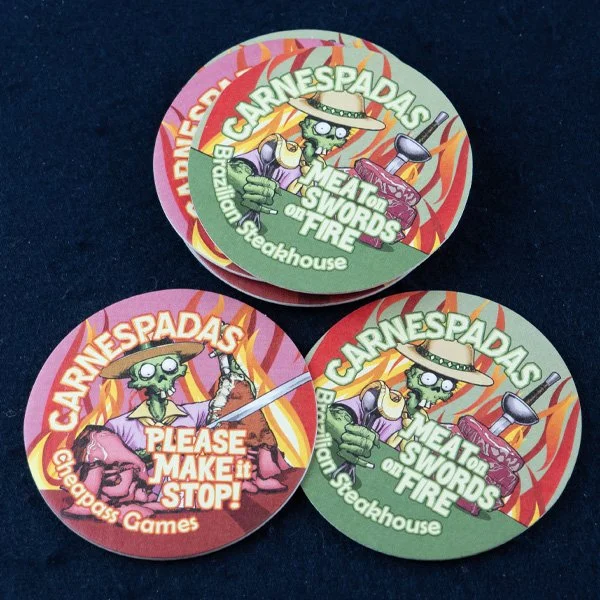 CARNESPADAS
CARNESPADAS
MEAT on
SWORDS
on FIRE
Brazilian Steakhouse
CARNESPADAS
PLEASE
MAKE it
STOP!
Cheapass Games
CARNESPADAS
MEAT on
SWORDS
on FIRE
Brazilian Steakhouse